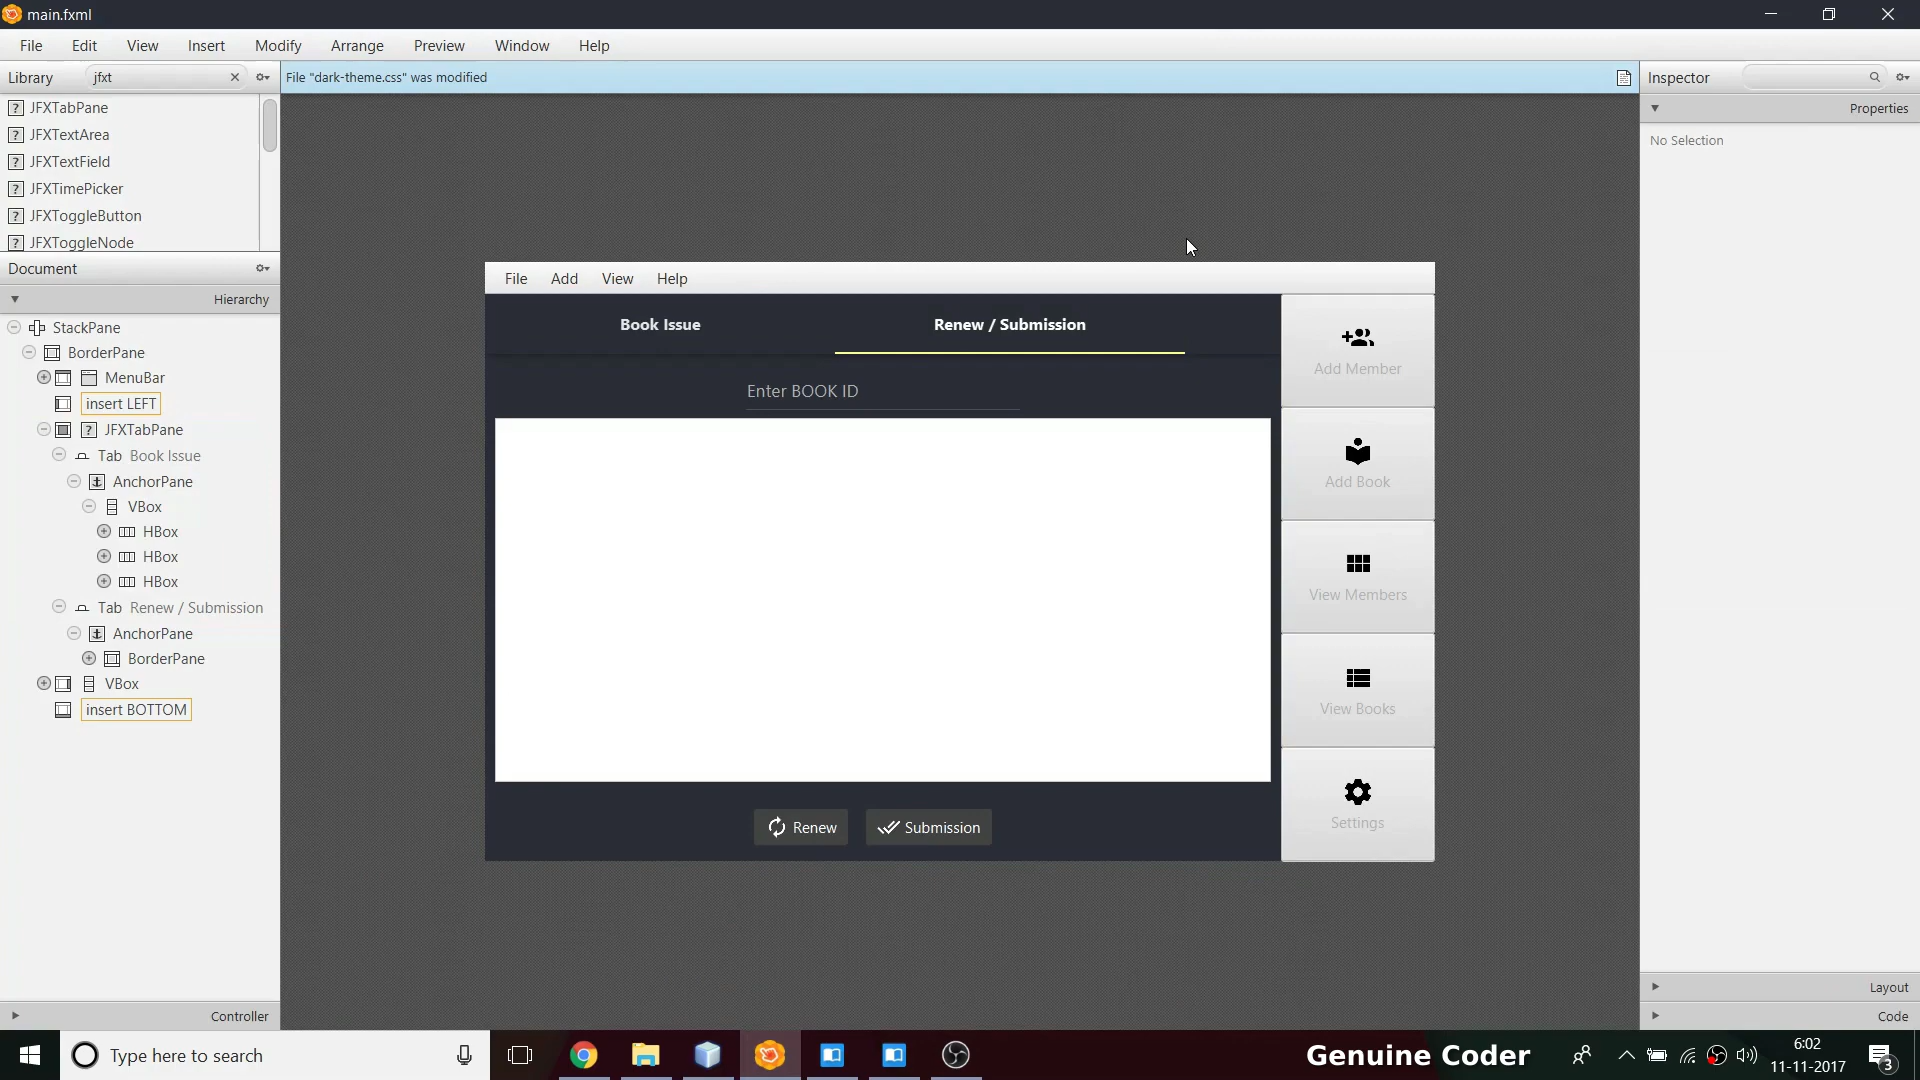 main.fxml
File Edit View Insert Modify Arrange Preview Window Help
Library jfxt
File "dark-theme.css" was modified
Inspector
JFXTabPane
JFXTextArea
JFXTextField
JFXTimePicker
JFXToggleButton
JFXToggleNode
Properties
No Selection
Document
Hierarchy
StackPane
BorderPane
MenuBar
insert LEFT
JFXTabPane
Tab Book Issue
AnchorPane
VBox
HBox
HBox
HBox
Tab Renew / Submission
AnchorPane
BorderPane
VBox
insert BOTTOM
Controller
File Add View Help
Book Issue Renew / Submission
Enter BOOK ID
Renew Submission
Add Member
Add Book
View Members
View Books
Settings
Layout
Code
Type here to search
Genuine Coder
6:02
11-11-2017
3